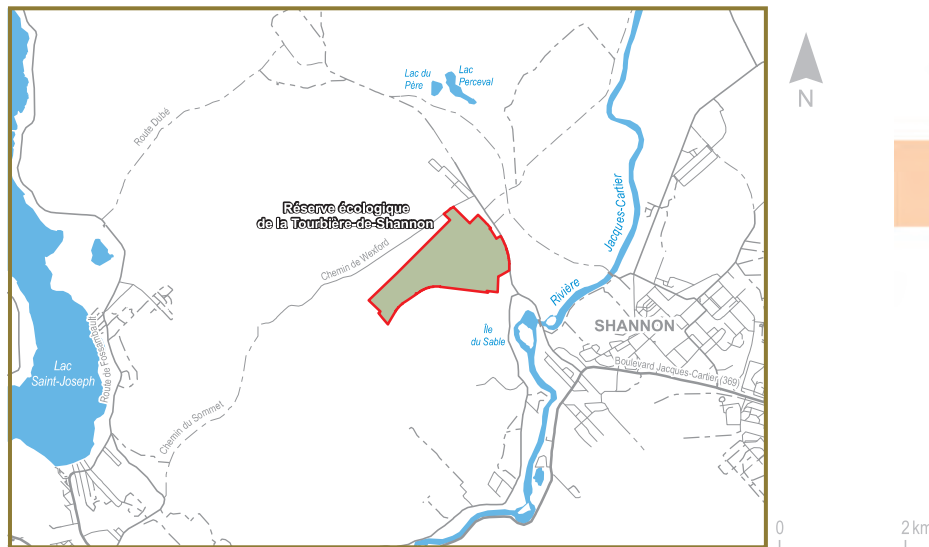 Lac du
Père
Lac
Perceval
N
Route Dubé
Réserve écologique
de la Tourbière-de-Shannon
Chemin de Wexford
Jacques-Cartier
Rivière
Île
du Sable
SHANNON
Boulevard Jacques-Cartier (369)
Lac
Saint-Joseph
Route de Fossambault
Chemin du Sommet
0 2 km